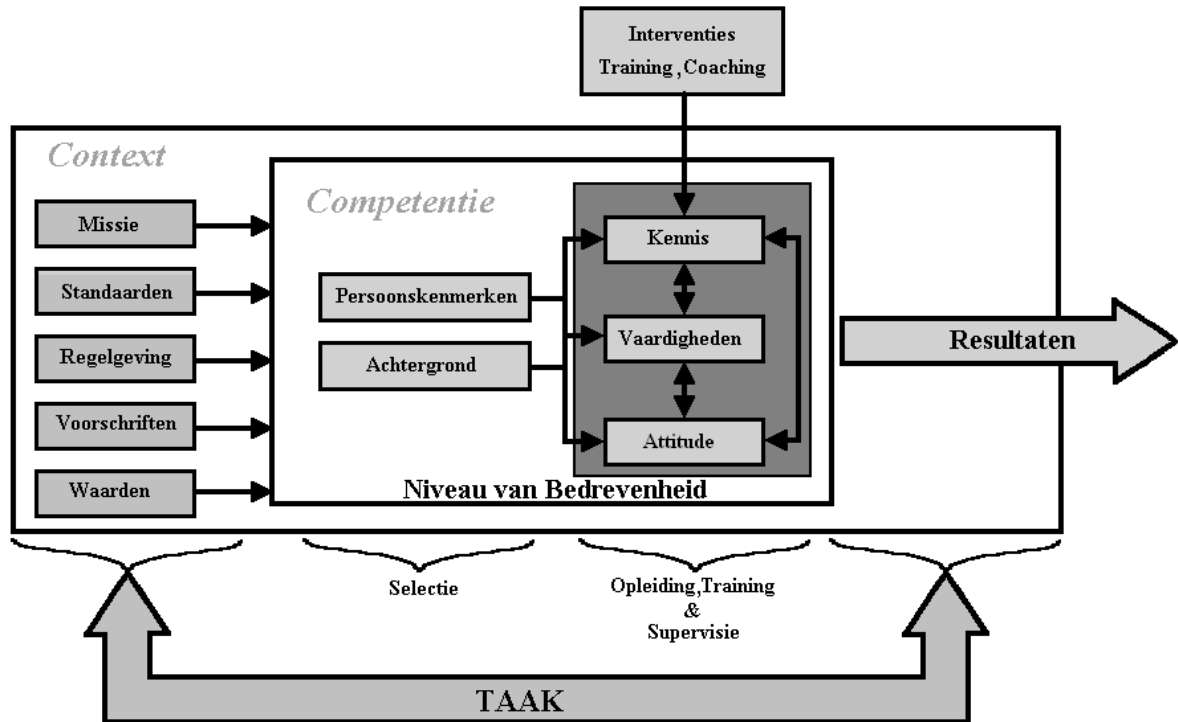 Interventies
Training ,Coaching
Context
Missie
Standaarden
Regelgeving
Voorschriften
Waarden
Competentie
Persoonskenmerken
Achtergrond
Kennis
Vaardigheden
Attitude
Niveau van Bedrevenheid
Resultaten
Selectie
Opleiding,Training
&
Supervisie
TAAK